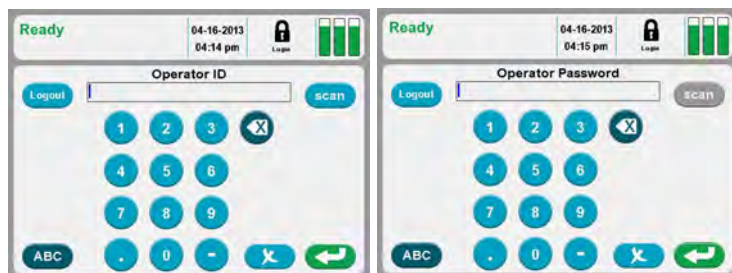 Ready
04-16-2013
04:14 pm
Login
Operator ID
Logout
scan
1 2 3 X
4 5 6
7 8 9
ABC . 0 -
Ready
04-16-2013
04:15 pm
Login
Operator Password
Logout
scan
1 2 3 X
4 5 6
7 8 9
ABC . 0 -